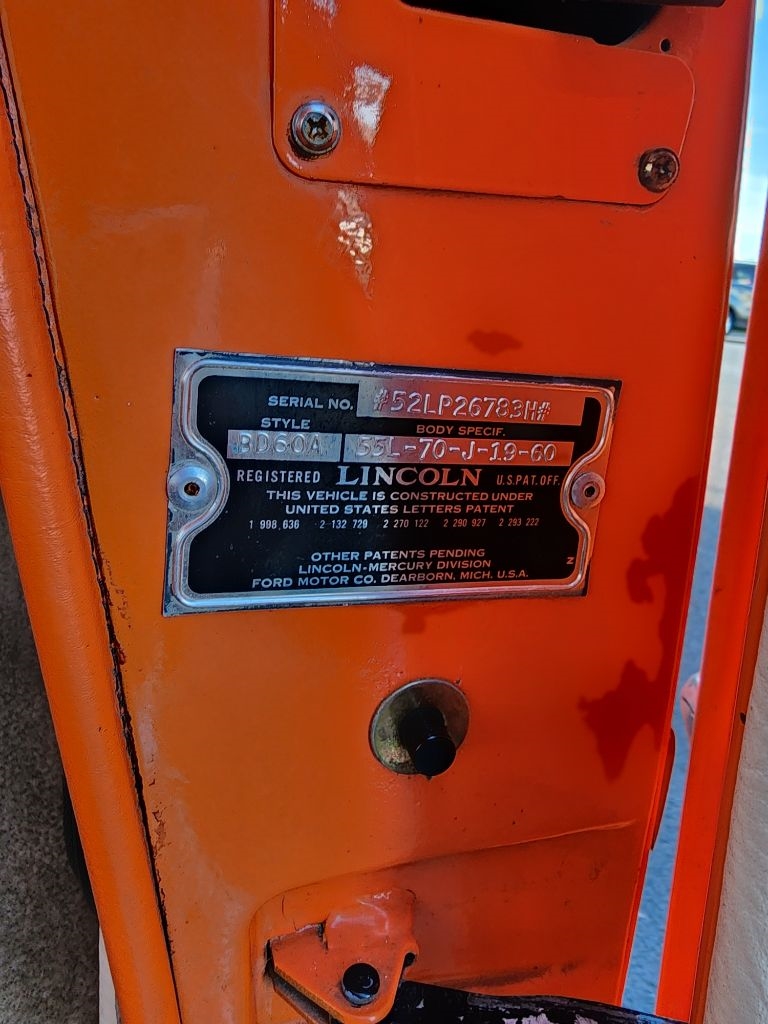 SERIAL NO. #52LP26783H#
STYLE BODY SPECIF.
BD60A 55L-70-J-19-60
REGISTERED LINCOLN U.S.PAT.OFF.
THIS VEHICLE IS CONSTRUCTED UNDER
UNITED STATES LETTERS PATENT
1 998 636 2 132 729 2 270 122 2 290 927 2 293 222
OTHER PATENTS PENDING
LINCOLN-MERCURY DIVISION
FORD MOTOR CO. DEARBORN, MICH. U.S.A.
N